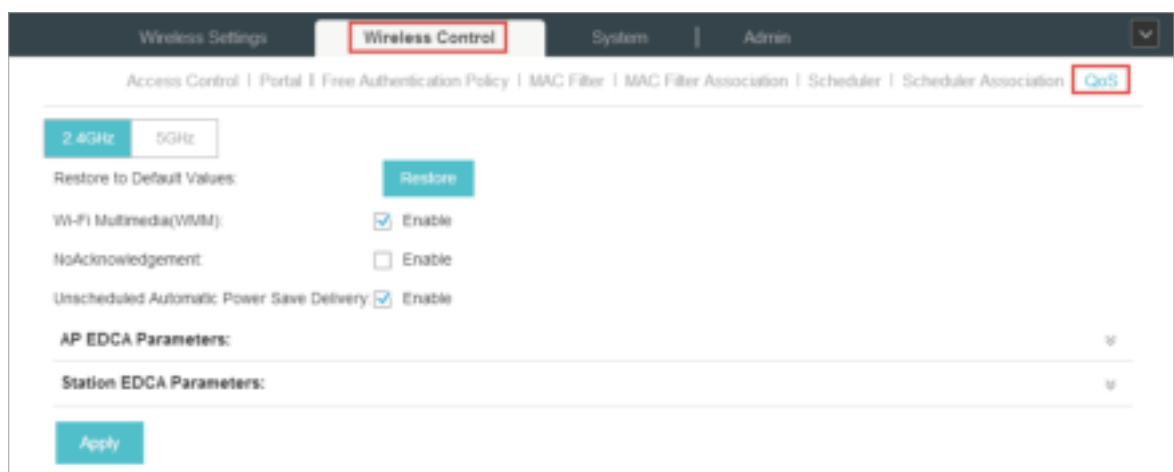 Wireless Settings Wireless Control System | Admin
Access Control | Portal | Free Authentication Policy | MAC Filter | MAC Filter Association | Scheduler | Scheduler Association QoS
2.4GHz 5GHz
Restore to Default Values: Restore
Wi-Fi Multimedia(WMM): Enable
NoAcknowledgement: Enable
Unscheduled Automatic Power Save Delivery: Enable
AP EDCA Parameters:
Station EDCA Parameters:
Apply